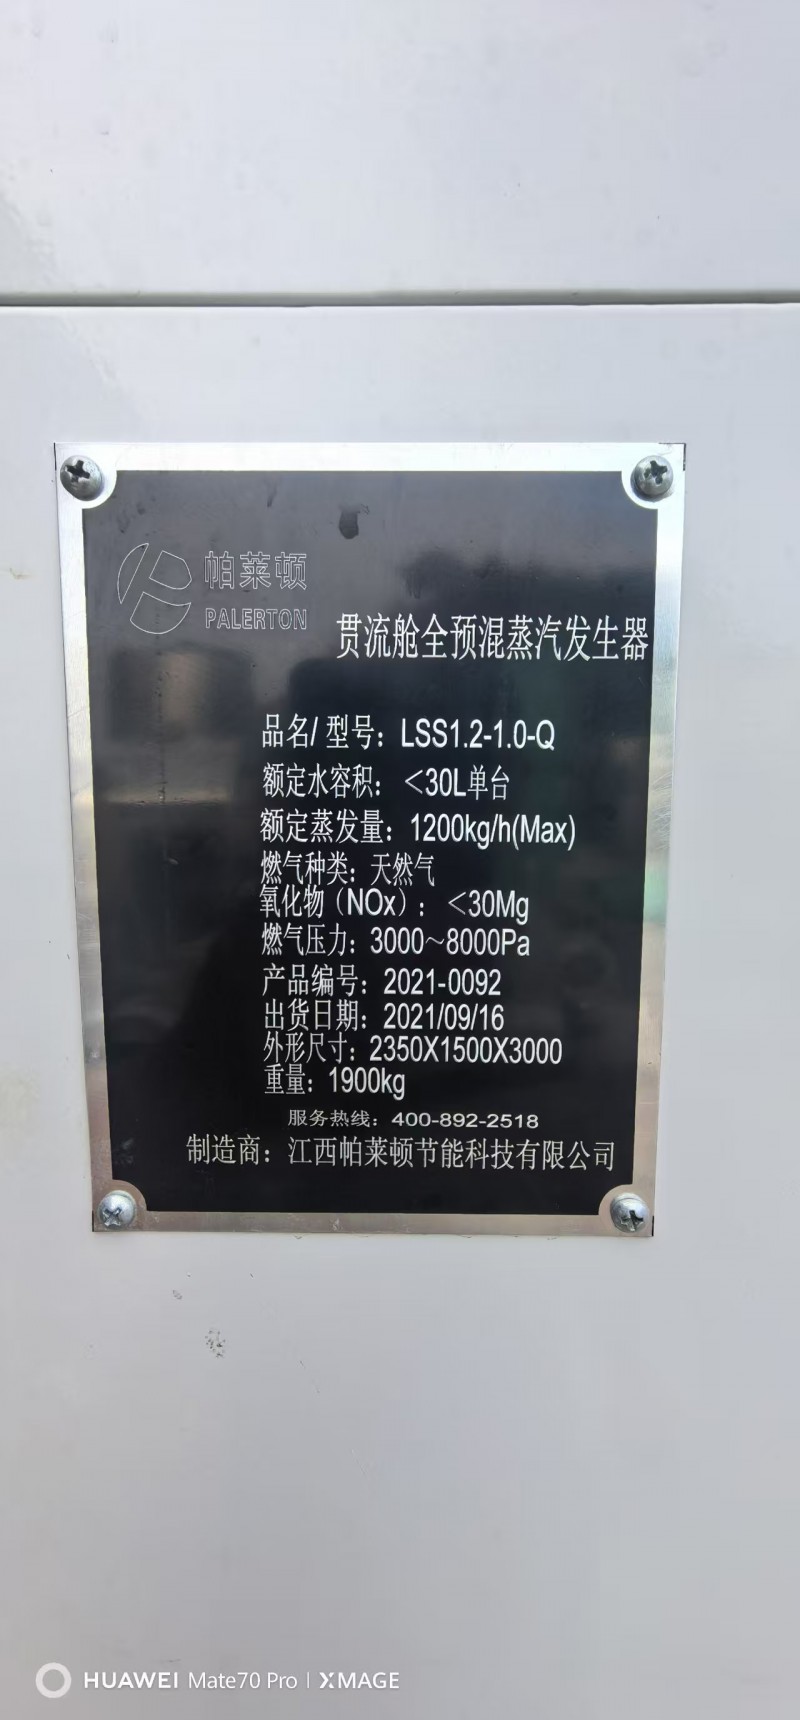 帕莱顿
PALERTON
贯流舱全预混蒸汽发生器
品名/型号：LSS1.2-1.0-Q
额定水容积：＜30L单台
额定蒸发量：1200kg/h(Max)
燃气种类：天然气
氧化物（NOx）：＜30Mg
燃气压力：3000～8000Pa
产品编号：2021-0092
出货日期：2021/09/16
外形尺寸：2350X1500X3000
重量：1900kg
服务热线：400-892-2518
制造商：江西帕莱顿节能科技有限公司
HUAWEI Mate70 Pro | XMAGE